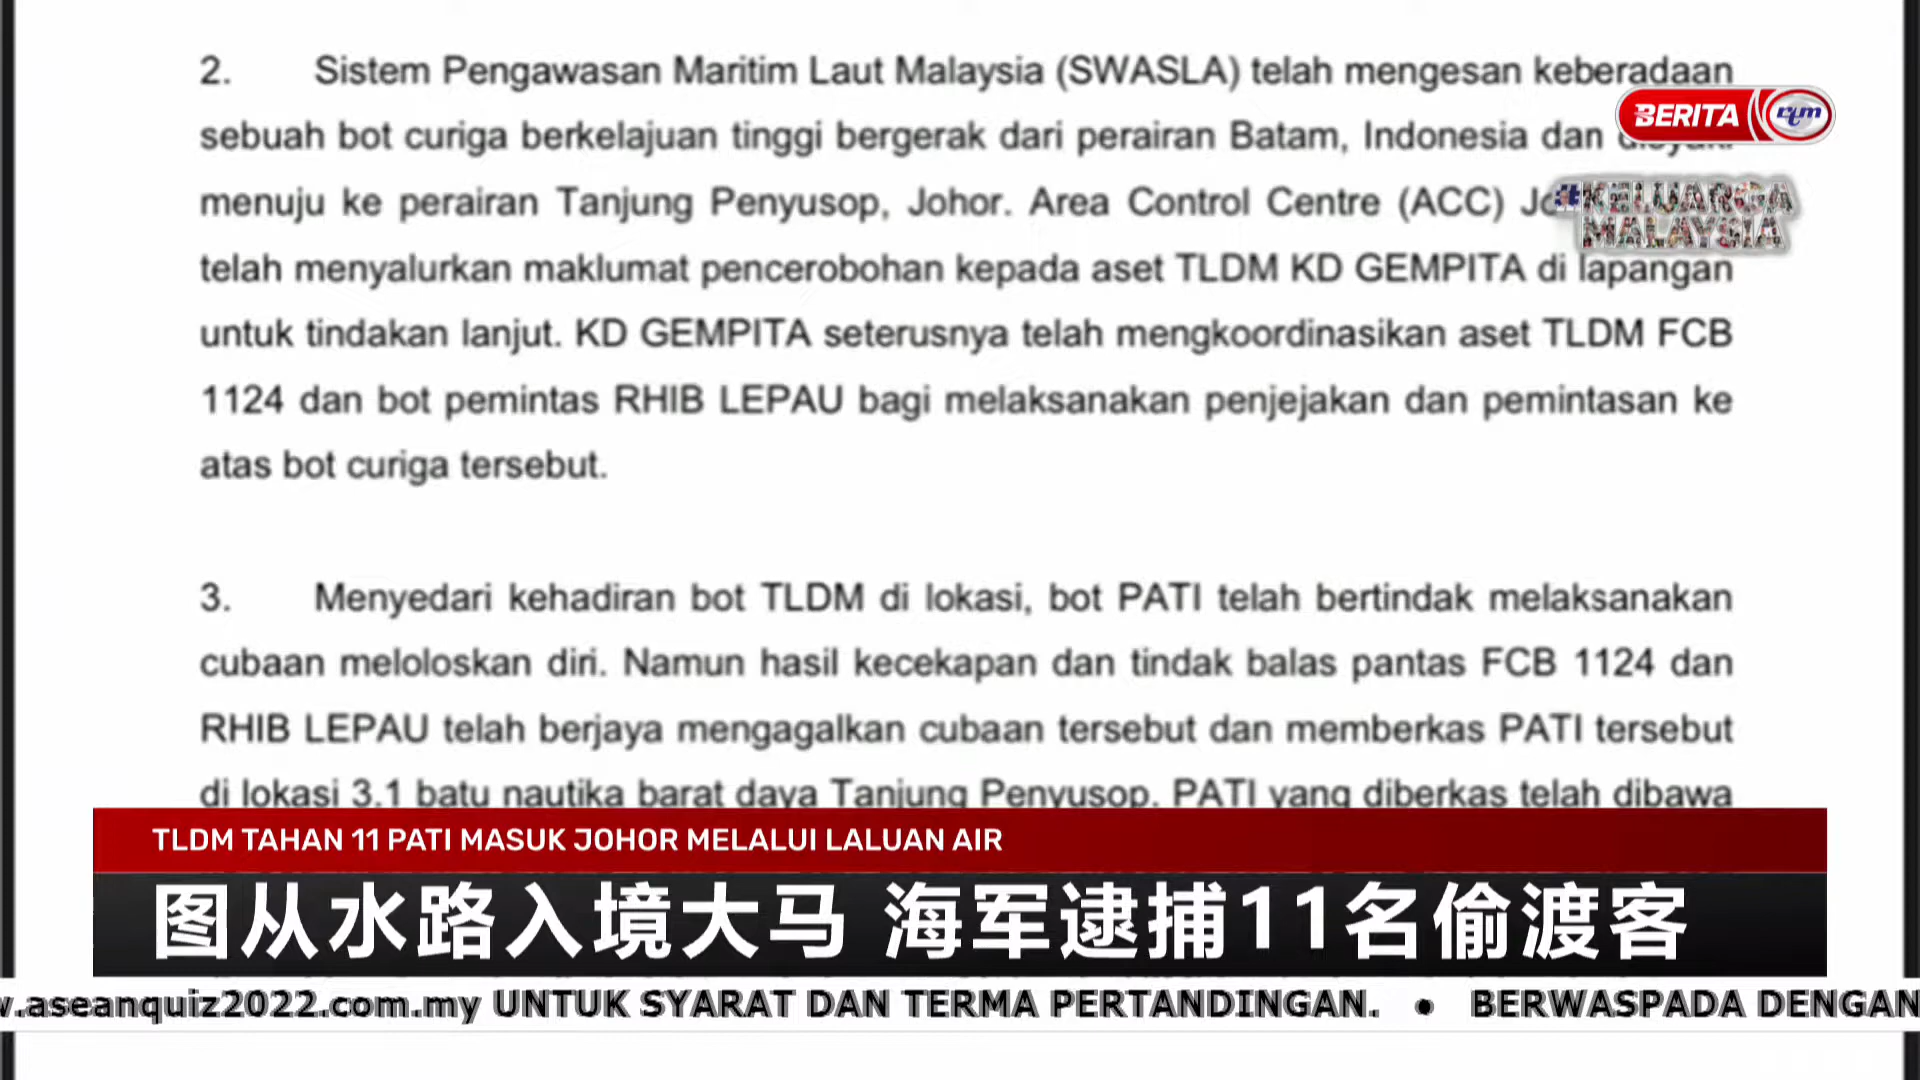 2. Sistem Pengawasan Maritim Laut Malaysia (SWASLA) telah mengesan keberadaan
sebuah bot curiga berkelajuan tinggi bergerak dari perairan Batam, Indonesia dan
BERITA rtm
menuju ke perairan Tanjung Penyusop, Johor. Area Control Centre (ACC)
#KELUARGA
MALAYSIA
telah menyalurkan maklumat pencerobohan kepada aset TLDM KD GEMPITA di lapangan
untuk tindakan lanjut. KD GEMPITA seterusnya telah mengkoordinasikan aset TLDM FCB
1124 dan bot pemintas RHIB LEPAU bagi melaksanakan penjejakan dan pemintasan ke
atas bot curiga tersebut.
3. Menyedari kehadiran bot TLDM di lokasi, bot PATI telah bertindak melaksanakan
cubaan meloloskan diri. Namun hasil kecekapan dan tindak balas pantas FCB 1124 dan
RHIB LEPAU telah berjaya mengagalkan cubaan tersebut dan memberkas PATI tersebut
di lokasi 3.1 batu nautika barat daya Tanjung Penyusop. PATI yang diberkas telah dibawa
TLDM TAHAN 11 PATI MASUK JOHOR MELALUI LALUAN AIR
图从水路入境大马 海军逮捕11名偷渡客
.aseanquiz2022.com.my UNTUK SYARAT DAN TERMA PERTANDINGAN. • BERWASPADA DENGAN